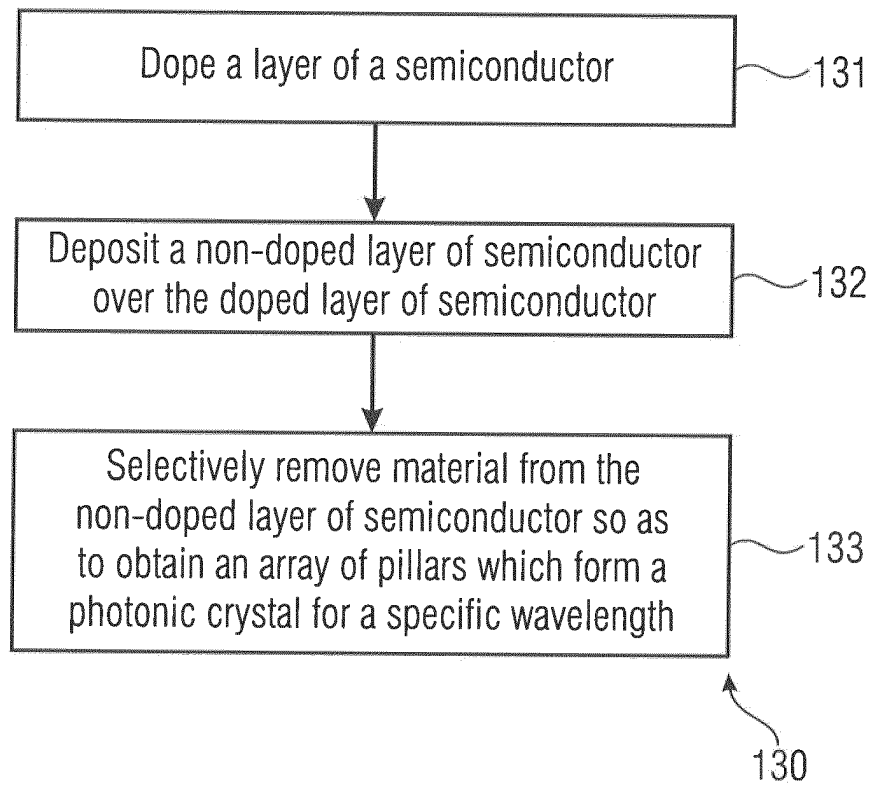 Dope a layer of a semiconductor
131
Deposit a non-doped layer of semiconductor
over the doped layer of semiconductor
132
Selectively remove material from the
non-doped layer of semiconductor so as
to obtain an array of pillars which form a
photonic crystal for a specific wavelength
133
130